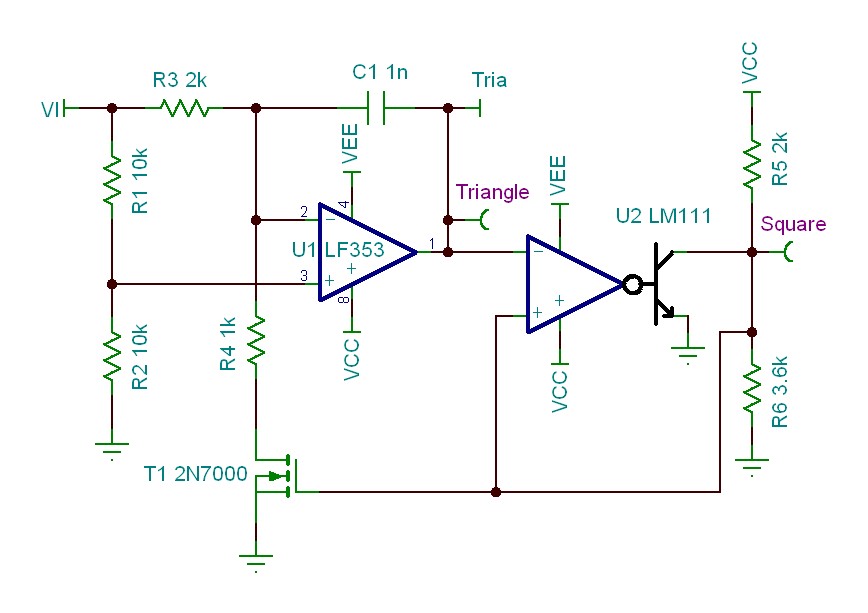 VCC
C1 1n
R3 2k
Tria
VI
VEE
R5 2k
R1 10k
VEE
4
Triangle
U2 LM111
2
Square
U1 LF353
1
3
8
VCC
R4 1k
R2 10k
VCC
R6 3.6k
T1 2N7000